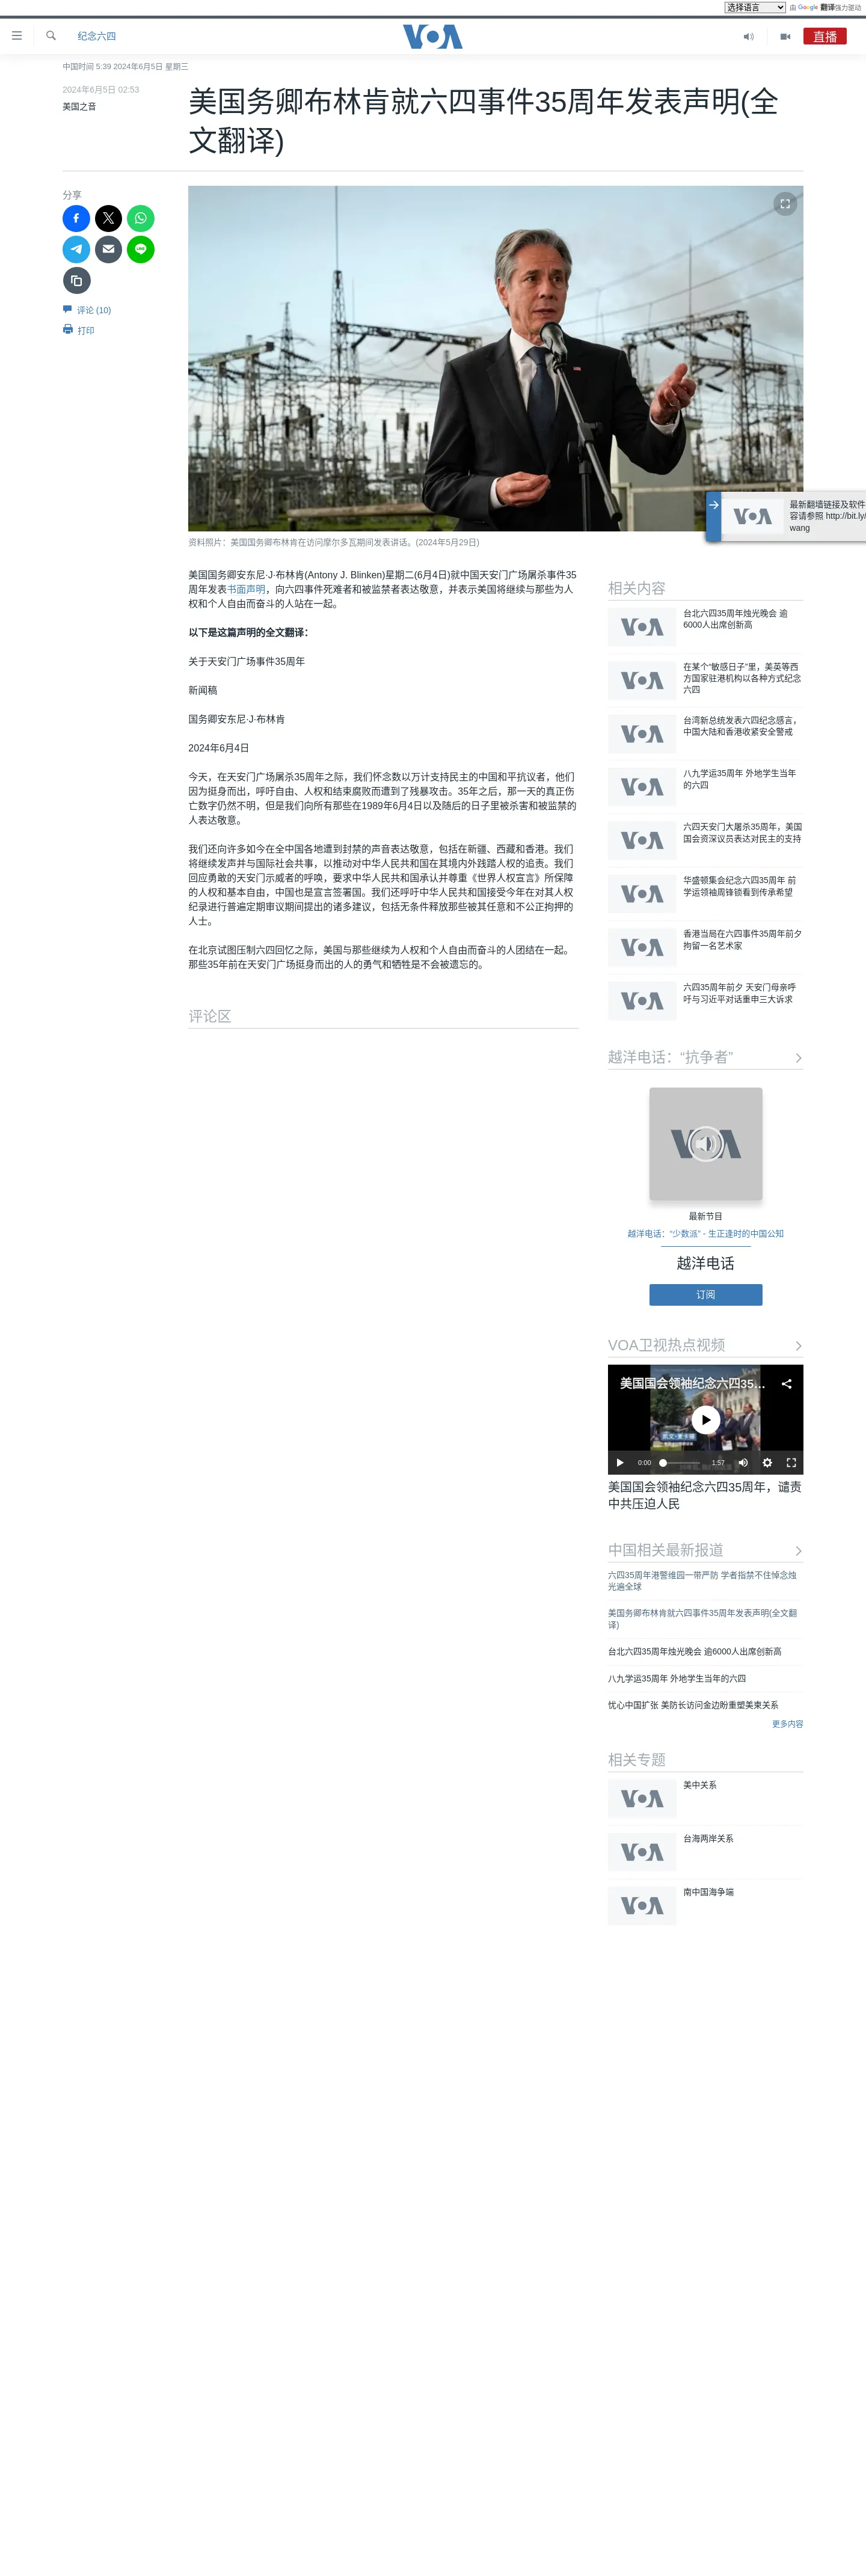 选择语言 由 Google 翻译强力驱动
纪念六四
VOA
直播
中国时间 5:39 2024年6月5日 星期三
2024年6月5日 02:53
美国之音
美国务卿布林肯就六四事件35周年发表声明(全
文翻译)
分享
评论 (10)
打印
资料照片：美国国务卿布林肯在访问摩尔多瓦期间发表讲话。(2024年5月29日)
VOA
最新翻墙链接及软件
容请参照 http://bit.ly/
wang
美国国务卿安东尼·J·布林肯(Antony J. Blinken)星期二(6月4日)就中国天安门广场屠杀事件35
周年发表书面声明，向六四事件死难者和被监禁者表达敬意，并表示美国将继续与那些为人
权和个人自由而奋斗的人站在一起。
以下是这篇声明的全文翻译：
关于天安门广场事件35周年
新闻稿
国务卿安东尼·J·布林肯
2024年6月4日
今天，在天安门广场屠杀35周年之际，我们怀念数以万计支持民主的中国和平抗议者，他们
因为挺身而出，呼吁自由、人权和结束腐败而遭到了残暴攻击。35年之后，那一天的真正伤
亡数字仍然不明，但是我们向所有那些在1989年6月4日以及随后的日子里被杀害和被监禁的
人表达敬意。
我们还向许多如今在全中国各地遭到封禁的声音表达敬意，包括在新疆、西藏和香港。我们
将继续发声并与国际社会共事，以推动对中华人民共和国在其境内外践踏人权的追责。我们
回应勇敢的天安门示威者的呼唤，要求中华人民共和国承认并尊重《世界人权宣言》所保障
的人权和基本自由，中国也是宣言签署国。我们还呼吁中华人民共和国接受今年在对其人权
纪录进行普遍定期审议期间提出的诸多建议，包括无条件释放那些被其任意和不公正拘押的
人士。
在北京试图压制六四回忆之际，美国与那些继续为人权和个人自由而奋斗的人团结在一起。
那些35年前在天安门广场挺身而出的人的勇气和牺牲是不会被遗忘的。
评论区
相关内容
VOA
台北六四35周年烛光晚会 逾
6000人出席创新高
VOA
在某个“敏感日子”里，美英等西
方国家驻港机构以各种方式纪念
六四
VOA
台湾新总统发表六四纪念感言，
中国大陆和香港收紧安全警戒
VOA
八九学运35周年 外地学生当年
的六四
VOA
六四天安门大屠杀35周年，美国
国会资深议员表达对民主的支持
VOA
华盛顿集会纪念六四35周年 前
学运领袖周锋锁看到传承希望
VOA
香港当局在六四事件35周年前夕
拘留一名艺术家
VOA
六四35周年前夕 天安门母亲呼
吁与习近平对话重申三大诉求
越洋电话：“抗争者”
VOA
最新节目
越洋电话：“少数派” - 生正逢时的中国公知
越洋电话
订阅
VOA卫视热点视频
美国国会领袖纪念六四35…
0:00
1:57
美国国会领袖纪念六四35周年，谴责
中共压迫人民
中国相关最新报道
六四35周年港警维园一带严防 学者指禁不住悼念烛
光遍全球
美国务卿布林肯就六四事件35周年发表声明(全文翻
译)
台北六四35周年烛光晚会 逾6000人出席创新高
八九学运35周年 外地学生当年的六四
忧心中国扩张 美防长访问金边盼重塑美柬关系
更多内容
相关专题
VOA
美中关系
VOA
台海两岸关系
VOA
南中国海争端